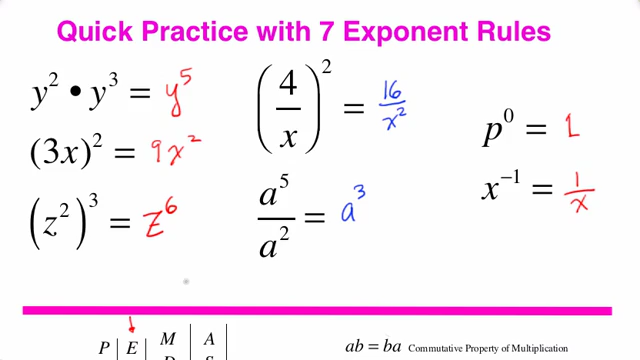 Quick Practice with 7 Exponent Rules
y² • y³ = y⁵
(3x)² = 9x²
(z²)³ = z⁶
(4/x)² = 16/x²
a⁵/a² = a³
p⁰ = 1
x⁻¹ = 1/x
P | E | M | A |
D S
ab = ba Commutative Property of Multiplication